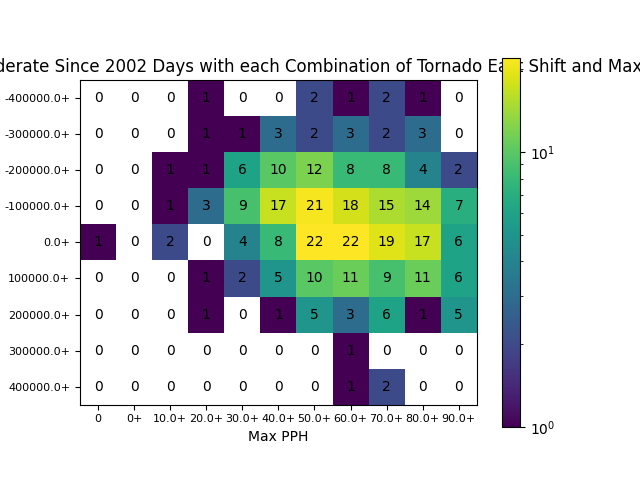 derate Since 2002 Days with each Combination of Tornado East Shift and Max
-400000.0+ 0 0 0 1 0 0 2 1 2 1 0
-300000.0+ 0 0 0 1 1 3 2 3 2 3 0
-200000.0+ 0 0 1 1 6 10 12 8 8 4 2
-100000.0+ 0 0 1 3 9 17 21 18 15 14 7
0.0+ 1 0 2 0 4 8 22 22 19 17 6
100000.0+ 0 0 0 1 2 5 10 11 9 11 6
200000.0+ 0 0 0 1 0 1 5 3 6 1 5
300000.0+ 0 0 0 0 0 0 0 1 0 0 0
400000.0+ 0 0 0 0 0 0 0 1 2 0 0
0 0+ 10.0+ 20.0+ 30.0+ 40.0+ 50.0+ 60.0+ 70.0+ 80.0+ 90.0+
Max PPH
10¹
10⁰